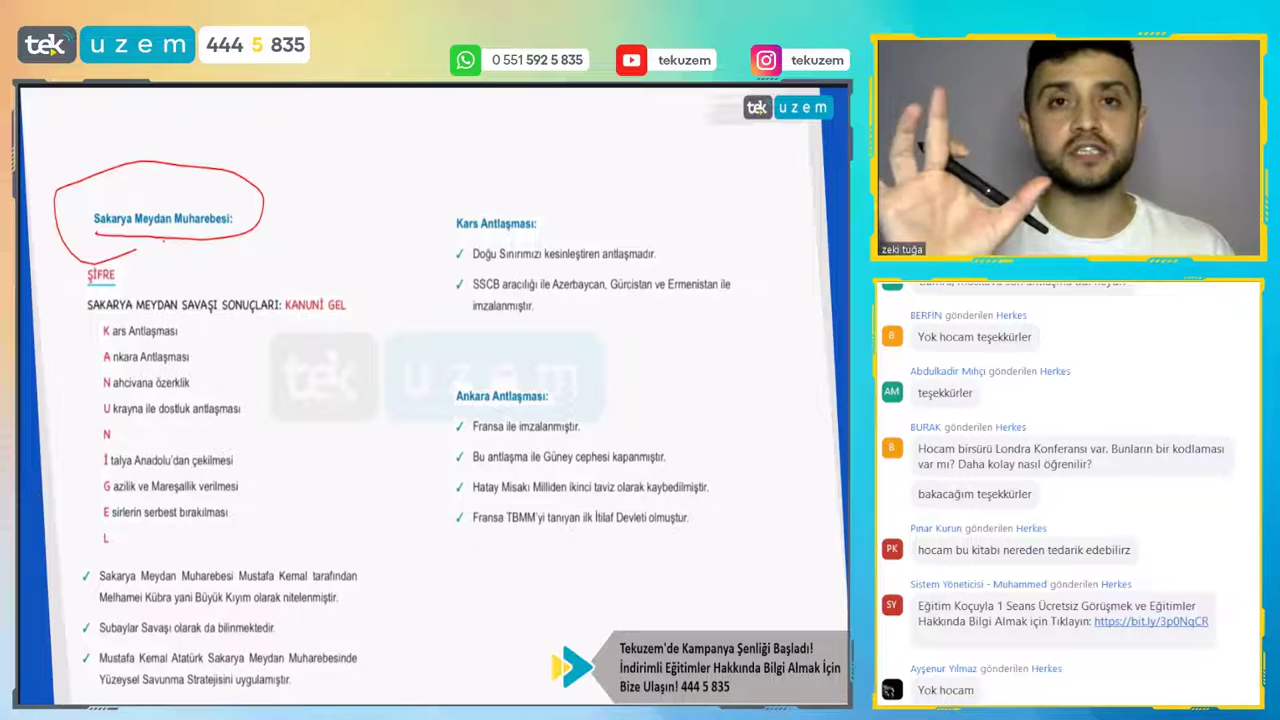 tek uzem 444 5 835
0 551 592 5 835
tekuzem
tekuzem
tek uzem
Sakarya Meydan Muharebesi:
ŞİFRE
SAKARYA MEYDAN SAVAŞI SONUÇLARI: KANUNİ GEL
K ars Antlaşması
A nkara Antlaşması
N ahcivana özerklik
U krayna ile dostluk antlaşması
N
İ talya Anadolu'dan çekilmesi
G azilik ve Mareşallik verilmesi
E sirlerin serbest bırakılması
L
✓ Sakarya Meydan Muharebesi Mustafa Kemal tarafından
Melhamei Kübra yani Büyük Kıyım olarak nitelenmiştir.
✓ Subaylar Savaşı olarak da bilinmektedir.
✓ Mustafa Kemal Atatürk Sakarya Meydan Muharebesinde
Yüzeysel Savunma Stratejisini uygulamıştır.
Kars Antlaşması:
✓ Doğu Sınırımızı kesinleştiren antlaşmadır.
✓ SSCB aracılığı ile Azerbaycan, Gürcistan ve Ermenistan ile
imzalanmıştır.
tek uzem
Ankara Antlaşması:
✓ Fransa ile imzalanmıştır.
✓ Bu antlaşma ile Güney cephesi kapanmıştır.
✓ Hatay Misakı Milliden ikinci taviz olarak kaybedilmiştir.
✓ Fransa TBMM'yi tanıyan ilk İtilaf Devleti olmuştur.
Tekuzem'de Kampanya Şenliği Başladı!
İndirimli Eğitimler Hakkında Bilgi Almak İçin
Bize Ulaşın! 444 5 835
zeki tuğa
BERFİN gönderilen Herkes
B
Yok hocam teşekkürler
Abdulkadir Mıhçı gönderilen Herkes
AM
teşekkürler
BURAK gönderilen Herkes
B
Hocam birsürü Londra Konferansı var. Bunların bir kodlaması
var mı? Daha kolay nasıl öğrenilir?
bakacağım teşekkürler
Pınar Kurun gönderilen Herkes
PK
hocam bu kitabı nereden tedarik edebilirz
Sistem Yöneticisi - Muhammed gönderilen Herkes
SY
Eğitim Koçuyla 1 Seans Ücretsiz Görüşmek ve Eğitimler
Hakkında Bilgi Almak için Tıklayın: https://bit.ly/3p0NqCR
Ayşenur Yılmaz gönderilen Herkes
Yok hocam